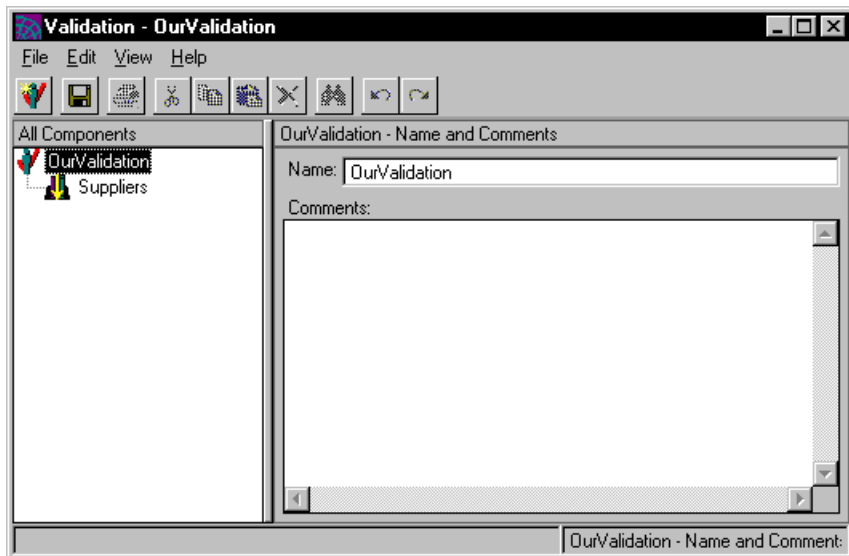 Validation - OurValidation
File Edit View Help
All Components
OurValidation - Name and Comments
OurValidation
Suppliers
Name: OurValidation
Comments:
OurValidation - Name and Comment: